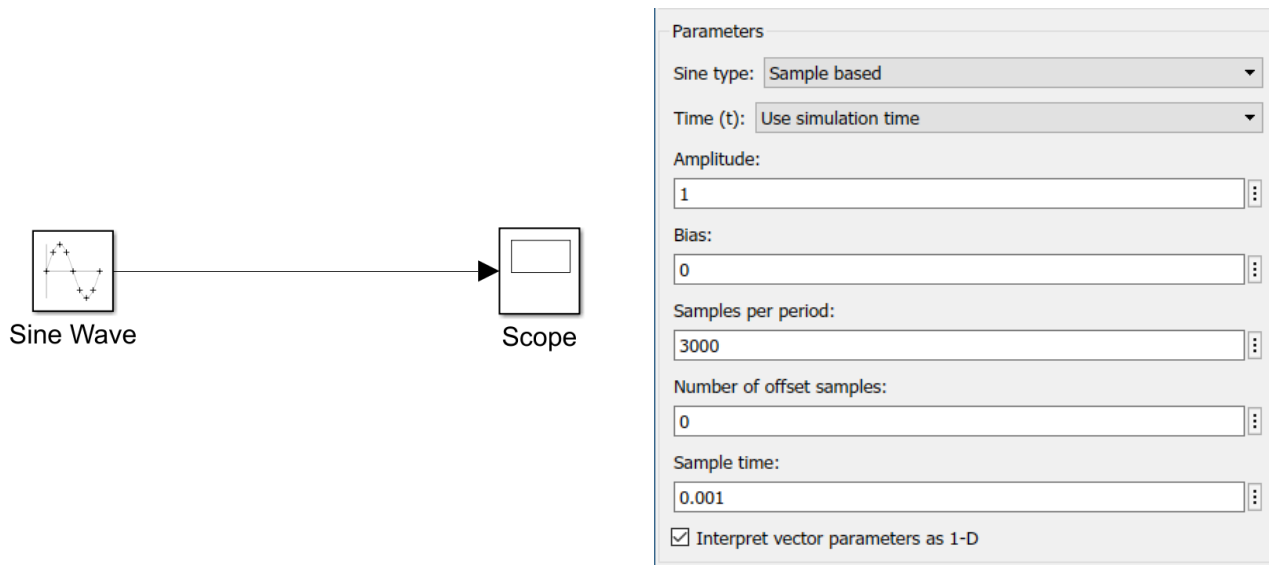 Sine Wave
Scope
Parameters
Sine type: Sample based
Time (t): Use simulation time
Amplitude:
1
Bias:
0
Samples per period:
3000
Number of offset samples:
0
Sample time:
0.001
Interpret vector parameters as 1-D